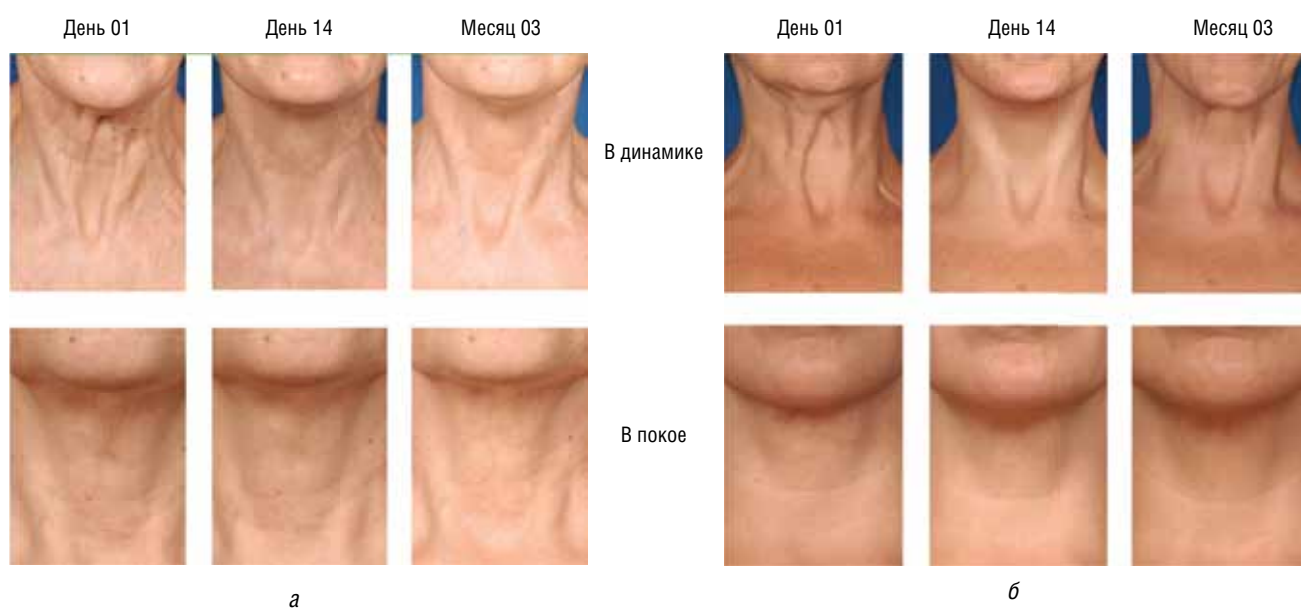 День 01 День 14 Месяц 03 День 01 День 14 Месяц 03
В динамике
В покое
а б